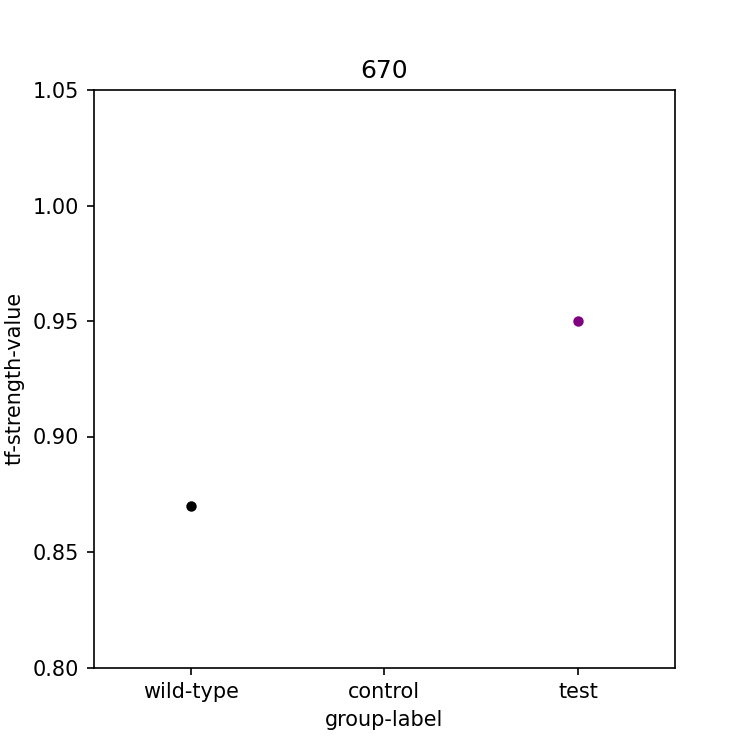 670
1.05
1.00
0.95
0.90
0.85
0.80
tf-strength-value
wild-type control test
group-label